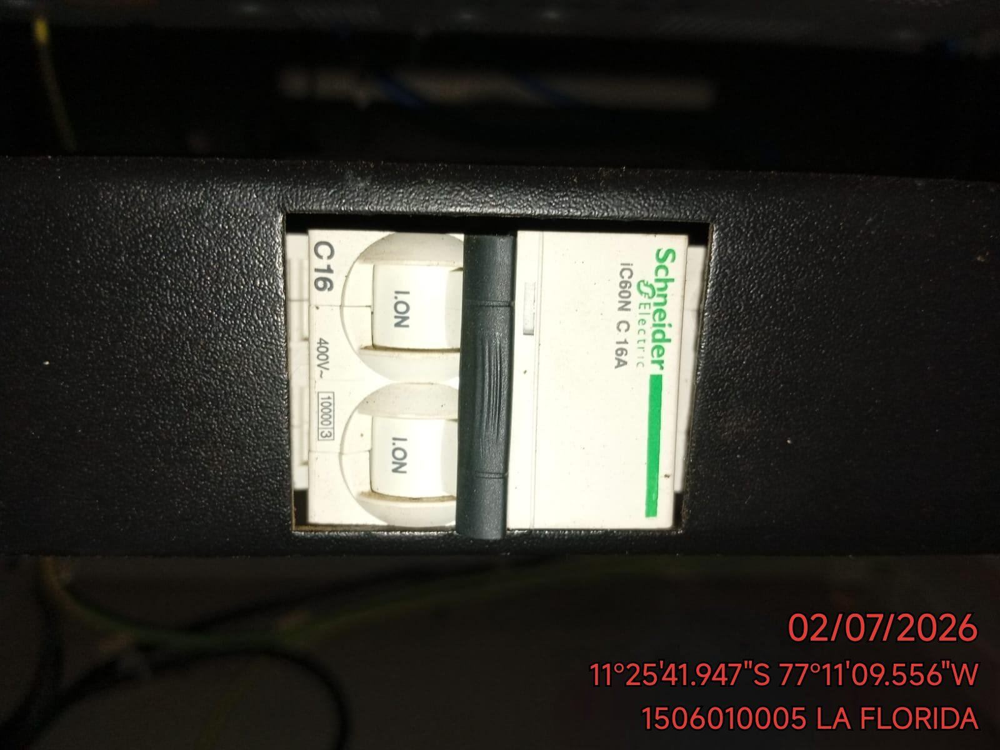 Schneider
Electric
iC60N C 16A
I.ON
I.ON
C16
400V~
10000 3
02/07/2026
11°25'41.947"S 77°11'09.556"W
1506010005 LA FLORIDA